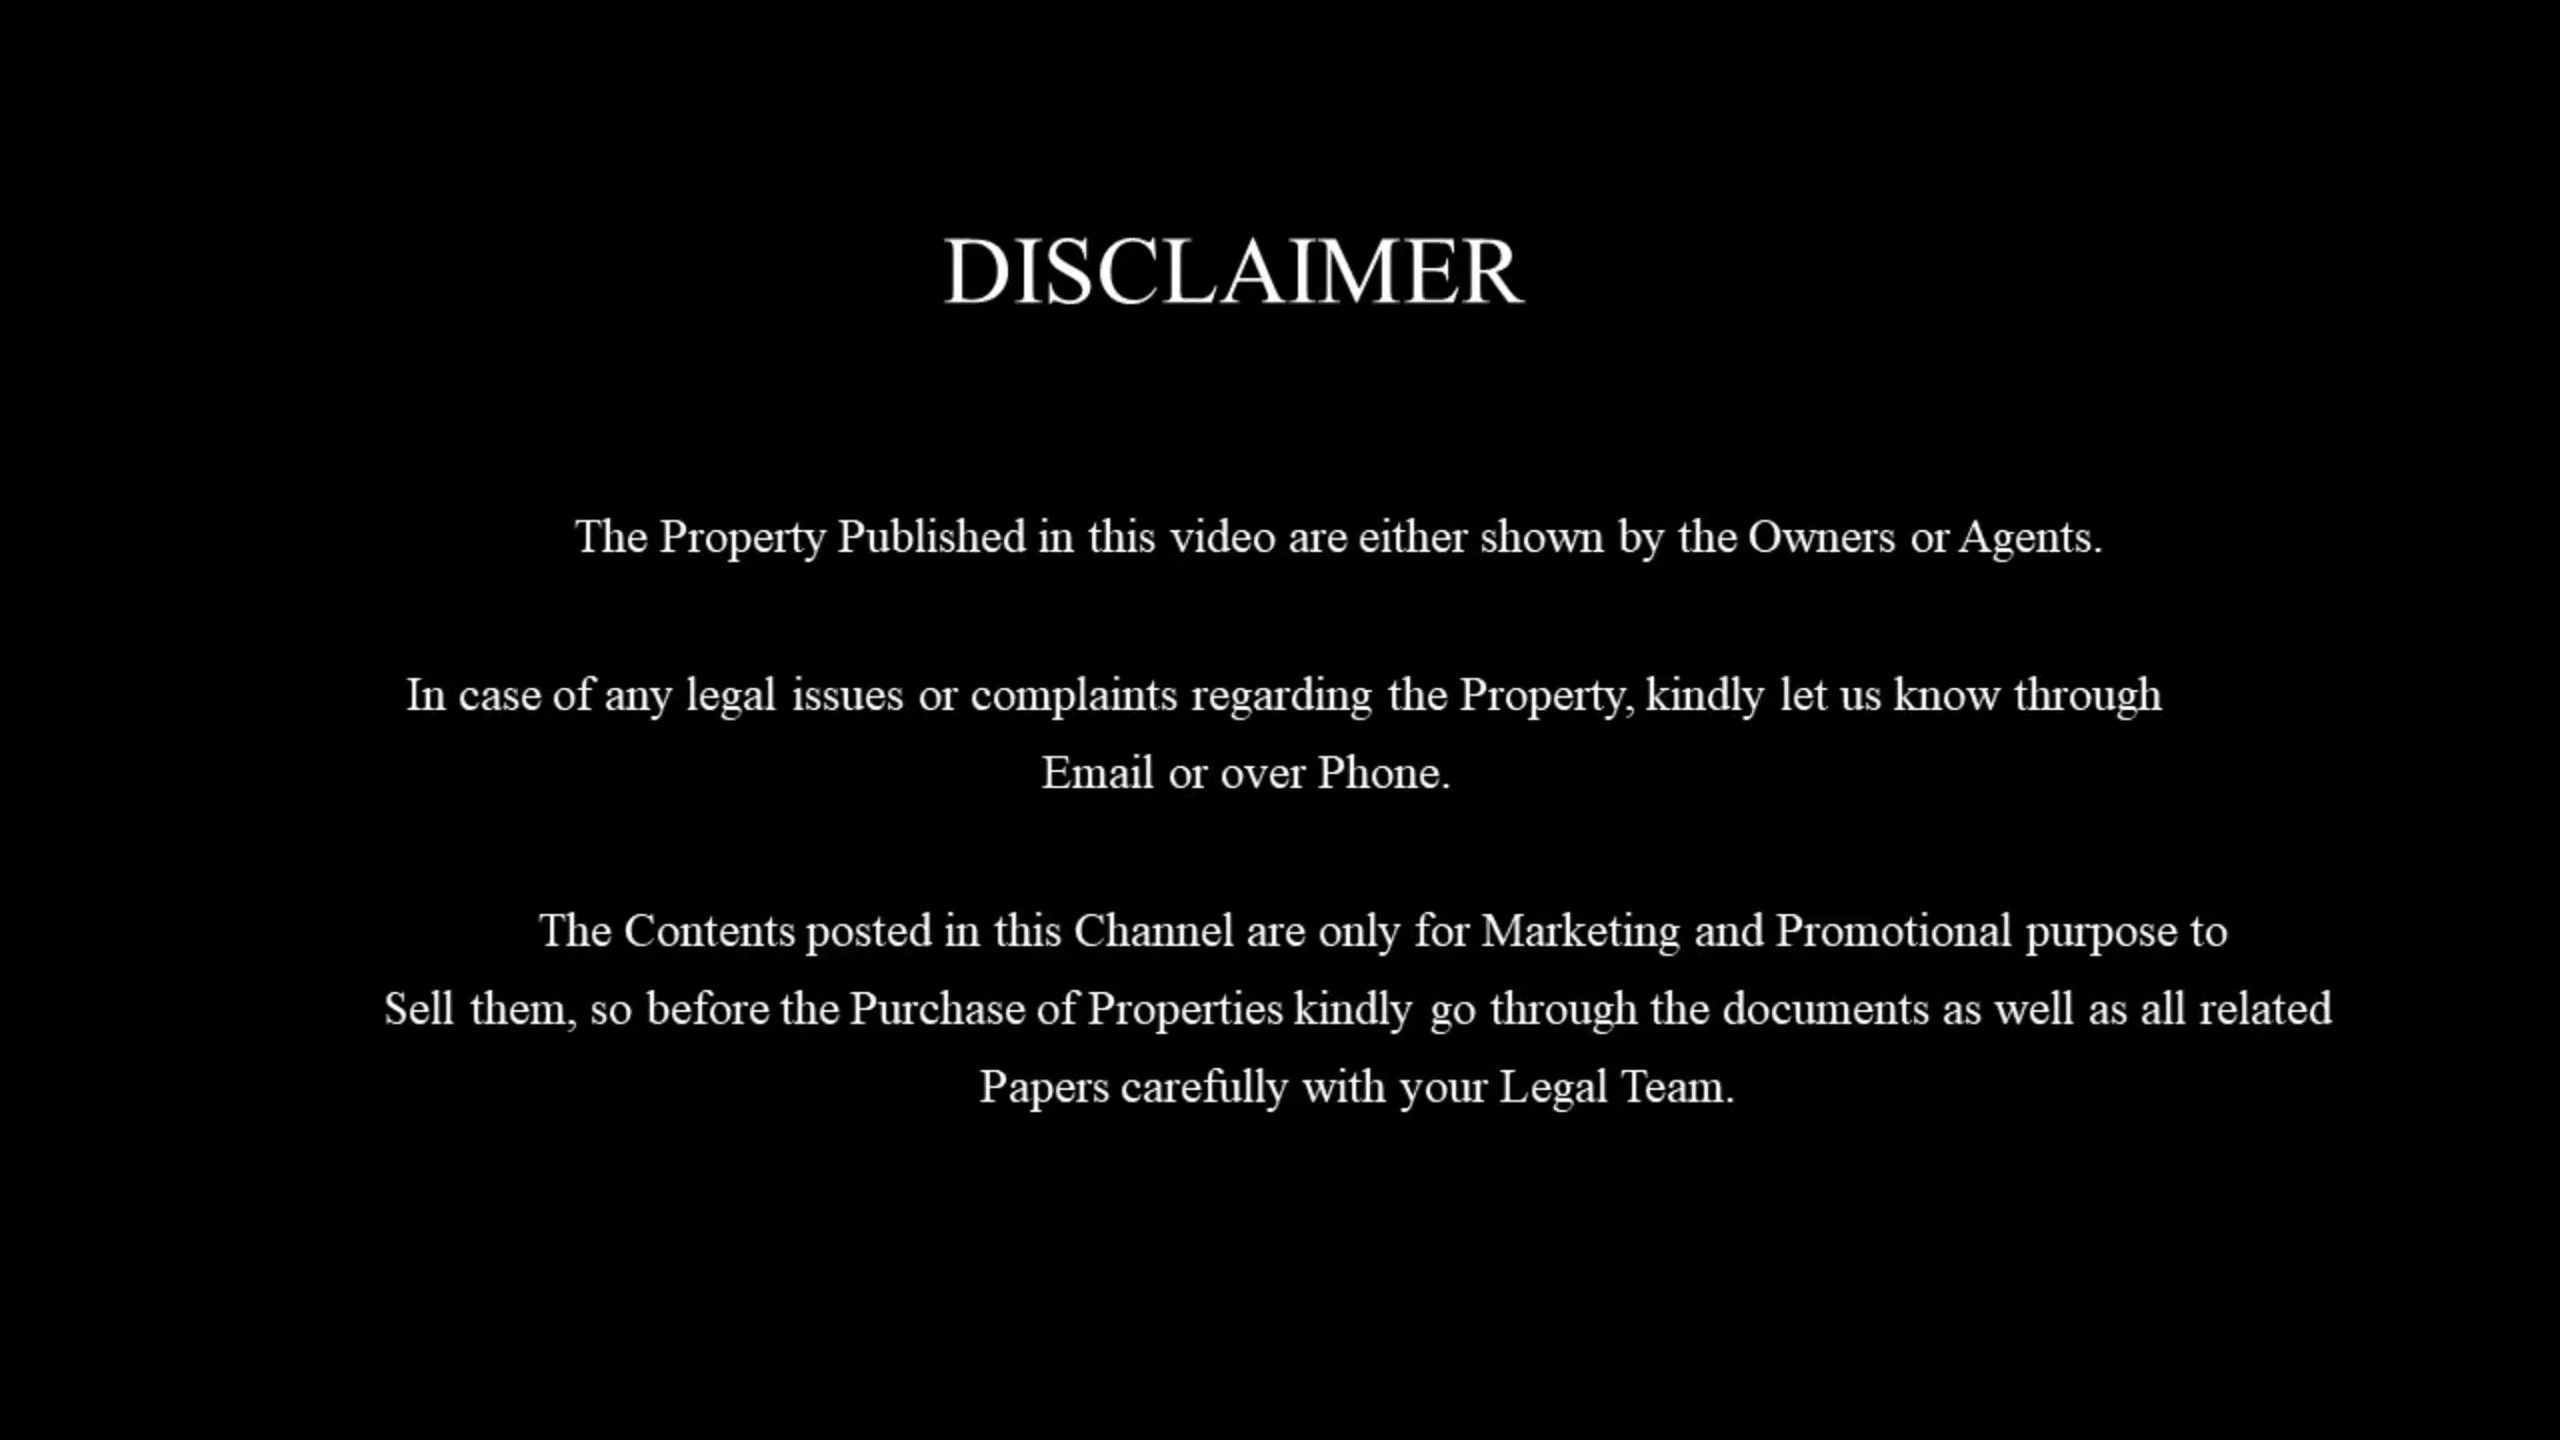 DISCLAIMER
The Property Published in this video are either shown by the Owners or Agents.
In case of any legal issues or complaints regarding the Property, kindly let us know through
Email or over Phone.
The Contents posted in this Channel are only for Marketing and Promotional purpose to
Sell them, so before the Purchase of Properties kindly go through the documents as well as all related
Papers carefully with your Legal Team.